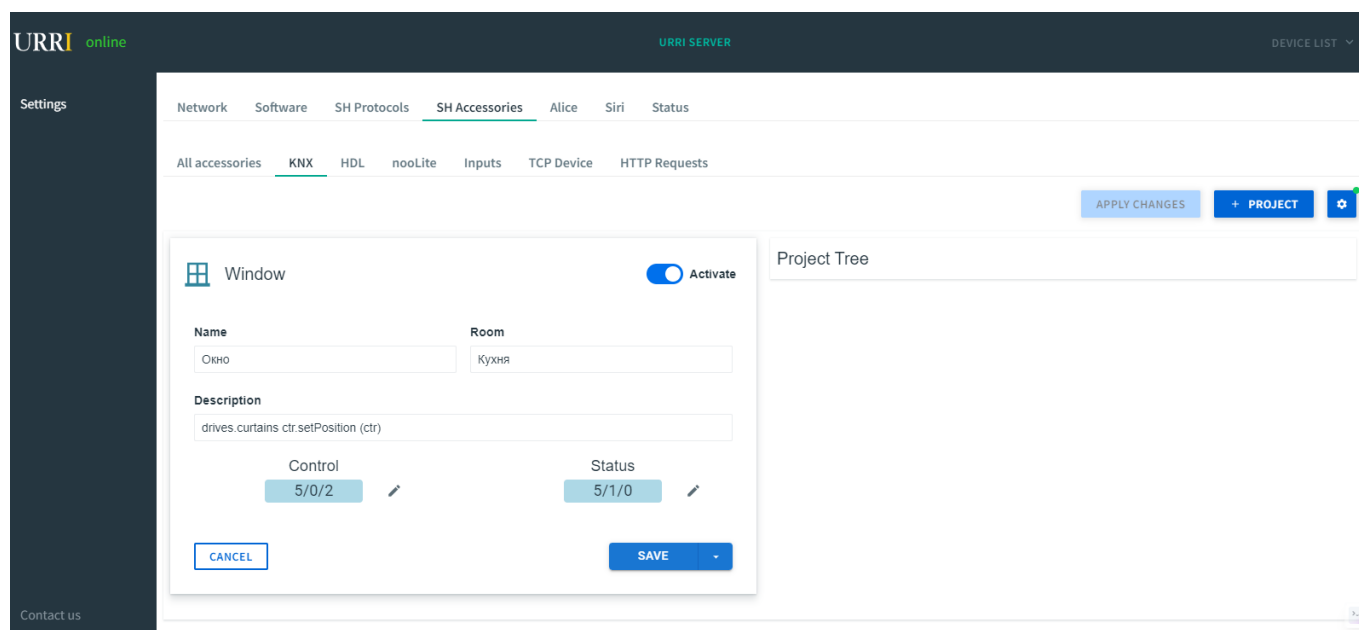 URRI online URRI SERVER DEVICE LIST
Settings
Network Software SH Protocols SH Accessories Alice Siri Status
All accessories KNX HDL nooLite Inputs TCP Device HTTP Requests
APPLY CHANGES + PROJECT
Window Activate
Project Tree
Name Room
Окно Кухня
Description
drives.curtains ctr.setPosition (ctr)
Control Status
5/0/2 5/1/0
CANCEL SAVE
Contact us